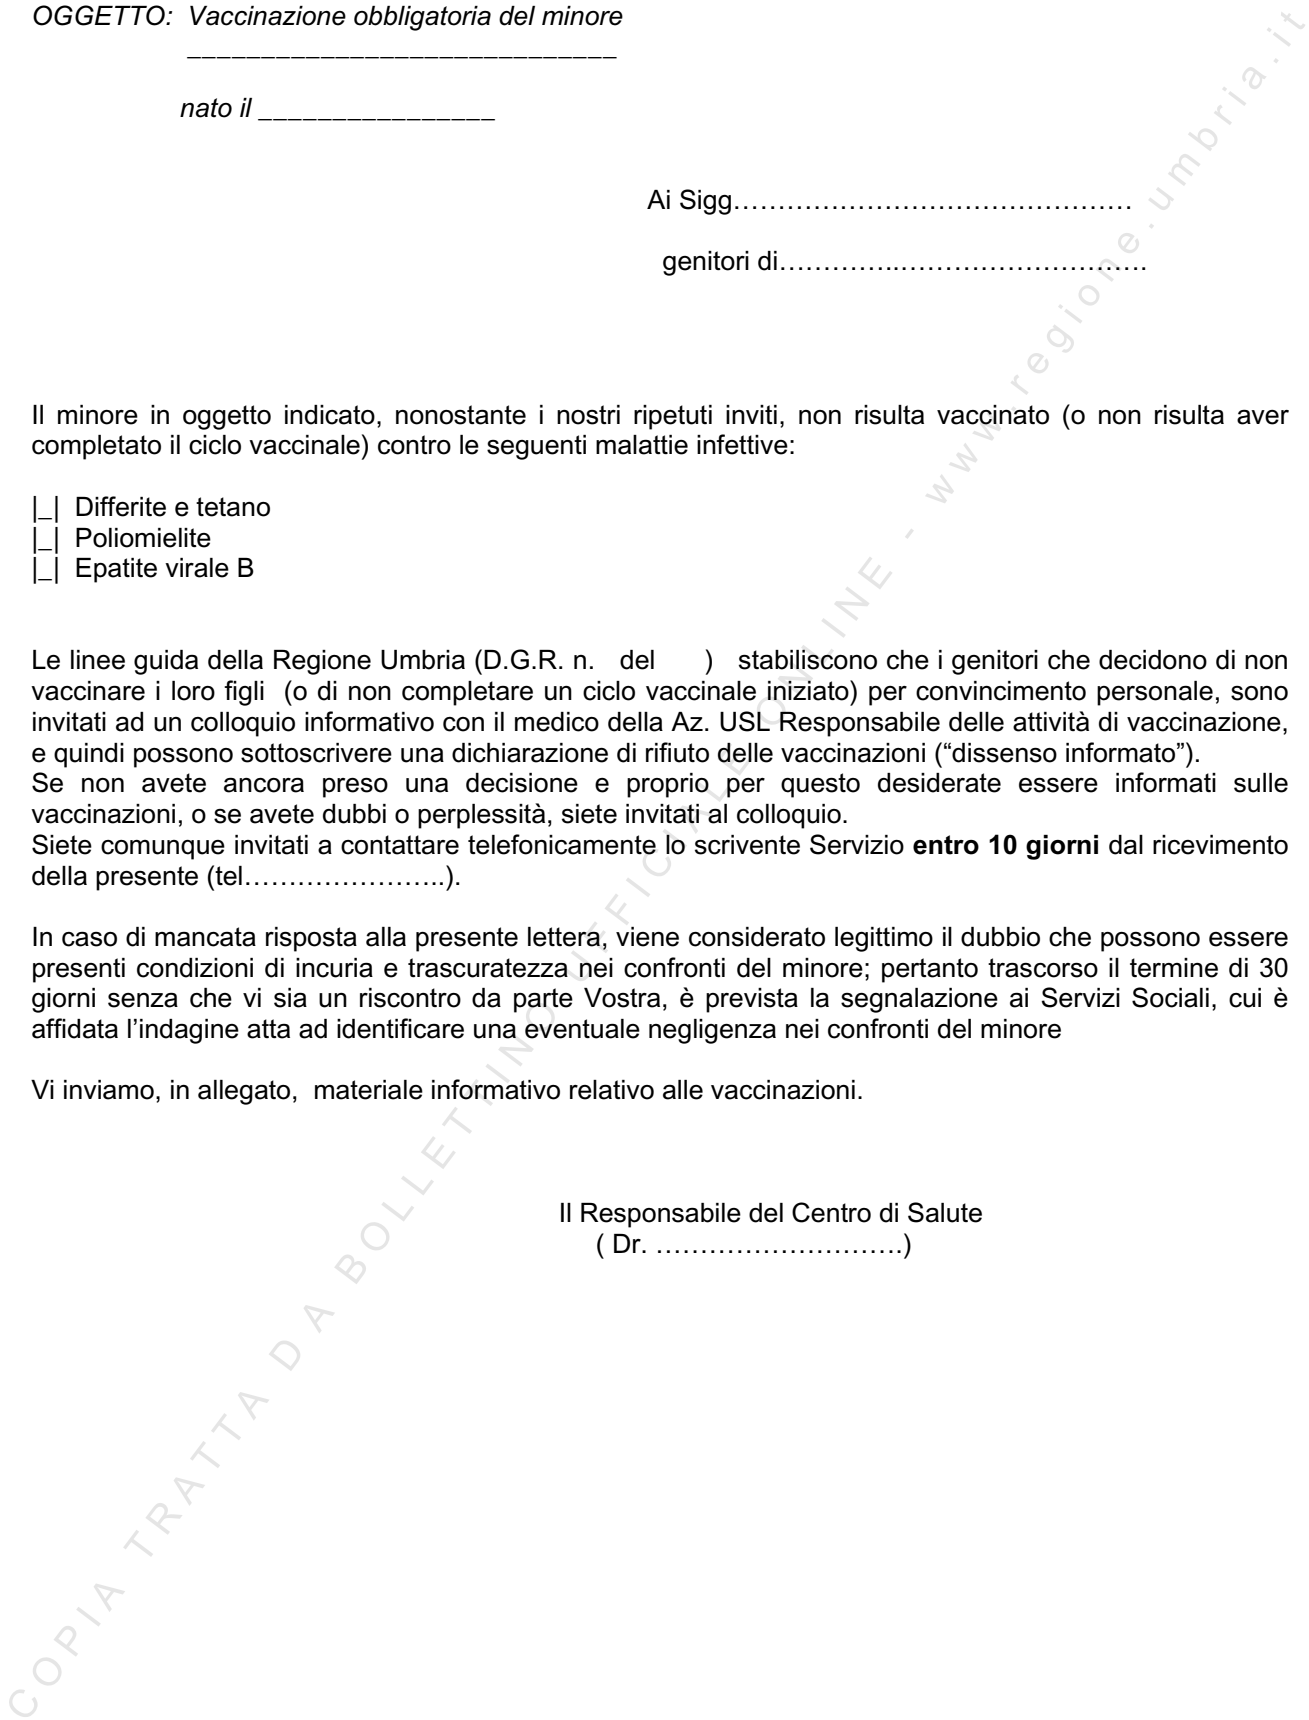 OGGETTO: Vaccinazione obbligatoria del minore
_____________________________
nato il ________________
Ai Sigg………………………………………
genitori di…………..……………………….
Il minore in oggetto indicato, nonostante i nostri ripetuti inviti, non risulta vaccinato (o non risulta aver
completato il ciclo vaccinale) contro le seguenti malattie infettive:
|_| Differite e tetano
|_| Poliomielite
|_| Epatite virale B
Le linee guida della Regione Umbria (D.G.R. n. del ) stabiliscono che i genitori che decidono di non
vaccinare i loro figli (o di non completare un ciclo vaccinale iniziato) per convincimento personale, sono
invitati ad un colloquio informativo con il medico della Az. USL Responsabile delle attività di vaccinazione,
e quindi possono sottoscrivere una dichiarazione di rifiuto delle vaccinazioni (“dissenso informato”).
Se non avete ancora preso una decisione e proprio per questo desiderate essere informati sulle
vaccinazioni, o se avete dubbi o perplessità, siete invitati al colloquio.
Siete comunque invitati a contattare telefonicamente lo scrivente Servizio entro 10 giorni dal ricevimento
della presente (tel…………………..).
In caso di mancata risposta alla presente lettera, viene considerato legittimo il dubbio che possono essere
presenti condizioni di incuria e trascuratezza nei confronti del minore; pertanto trascorso il termine di 30
giorni senza che vi sia un riscontro da parte Vostra, è prevista la segnalazione ai Servizi Sociali, cui è
affidata l’indagine atta ad identificare una eventuale negligenza nei confronti del minore
Vi inviamo, in allegato, materiale informativo relativo alle vaccinazioni.
Il Responsabile del Centro di Salute
( Dr. ……………………….)
COPIA TRATTA DA BOLLETTINO UFFICIALE ONLINE - www.regione.umbria.it